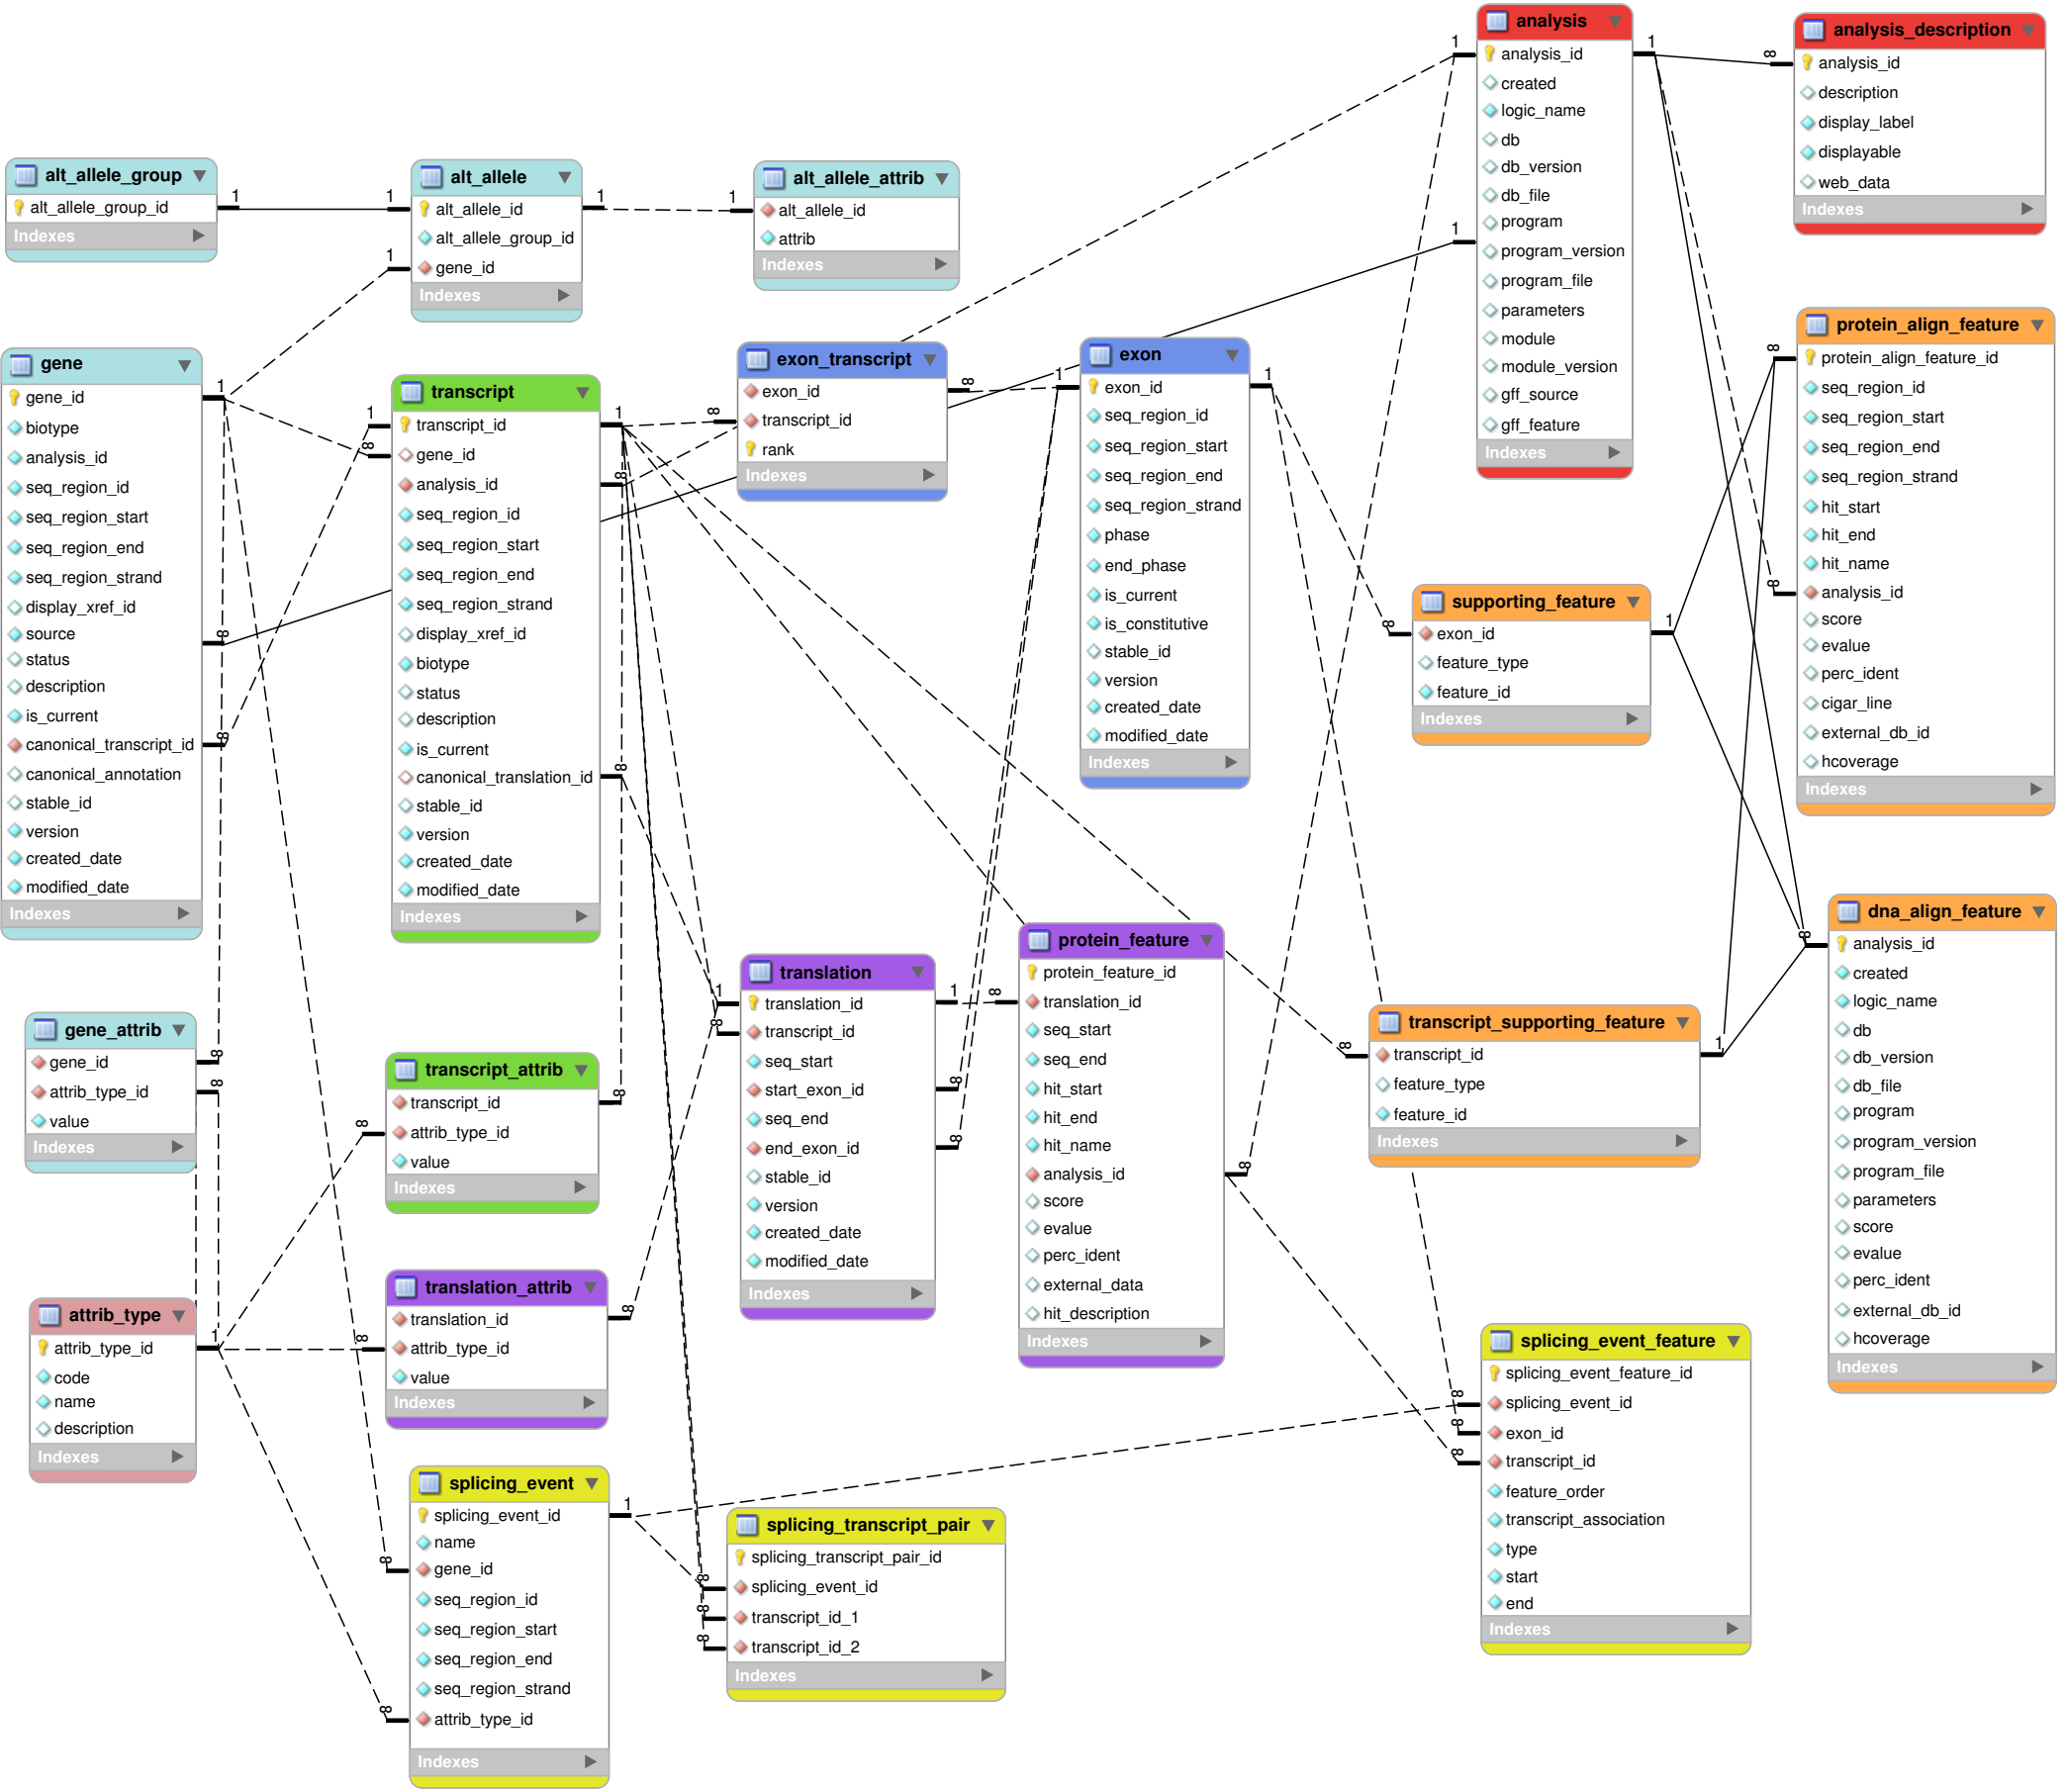 analysis
analysis_id
created
logic_name
db
db_version
db_file
program
program_version
program_file
parameters
module
module_version
gff_source
gff_feature
Indexes
analysis_description
analysis_id
description
display_label
displayable
web_data
Indexes
alt_allele_group
alt_allele_group_id
Indexes
alt_allele
alt_allele_id
alt_allele_group_id
gene_id
Indexes
alt_allele_attrib
alt_allele_id
attrib
Indexes
gene
gene_id
biotype
analysis_id
seq_region_id
seq_region_start
seq_region_end
seq_region_strand
display_xref_id
source
status
description
is_current
canonical_transcript_id
canonical_annotation
stable_id
version
created_date
modified_date
Indexes
transcript
transcript_id
gene_id
analysis_id
seq_region_id
seq_region_start
seq_region_end
seq_region_strand
display_xref_id
biotype
status
description
is_current
canonical_translation_id
stable_id
version
created_date
modified_date
Indexes
exon_transcript
exon_id
transcript_id
rank
Indexes
exon
exon_id
seq_region_id
seq_region_start
seq_region_end
seq_region_strand
phase
end_phase
is_current
is_constitutive
stable_id
version
created_date
modified_date
Indexes
protein_align_feature
protein_align_feature_id
seq_region_id
seq_region_start
seq_region_end
seq_region_strand
hit_start
hit_end
hit_name
analysis_id
score
evalue
perc_ident
cigar_line
external_db_id
hcoverage
Indexes
supporting_feature
exon_id
feature_type
feature_id
Indexes
dna_align_feature
analysis_id
created
logic_name
db
db_version
db_file
program
program_version
program_file
parameters
score
evalue
perc_ident
external_db_id
hcoverage
Indexes
gene_attrib
gene_id
attrib_type_id
value
Indexes
transcript_attrib
transcript_id
attrib_type_id
value
Indexes
translation
translation_id
transcript_id
seq_start
start_exon_id
seq_end
end_exon_id
stable_id
version
created_date
modified_date
Indexes
protein_feature
protein_feature_id
translation_id
seq_start
seq_end
hit_start
hit_end
hit_name
analysis_id
score
evalue
perc_ident
external_data
hit_description
Indexes
transcript_supporting_feature
transcript_id
feature_type
feature_id
Indexes
attrib_type
attrib_type_id
code
name
description
Indexes
translation_attrib
translation_id
attrib_type_id
value
Indexes
splicing_event
splicing_event_id
name
gene_id
seq_region_id
seq_region_start
seq_region_end
seq_region_strand
attrib_type_id
Indexes
splicing_transcript_pair
splicing_transcript_pair_id
splicing_event_id
transcript_id_1
transcript_id_2
Indexes
splicing_event_feature
splicing_event_feature_id
splicing_event_id
exon_id
transcript_id
feature_order
transcript_association
type
start
end
Indexes